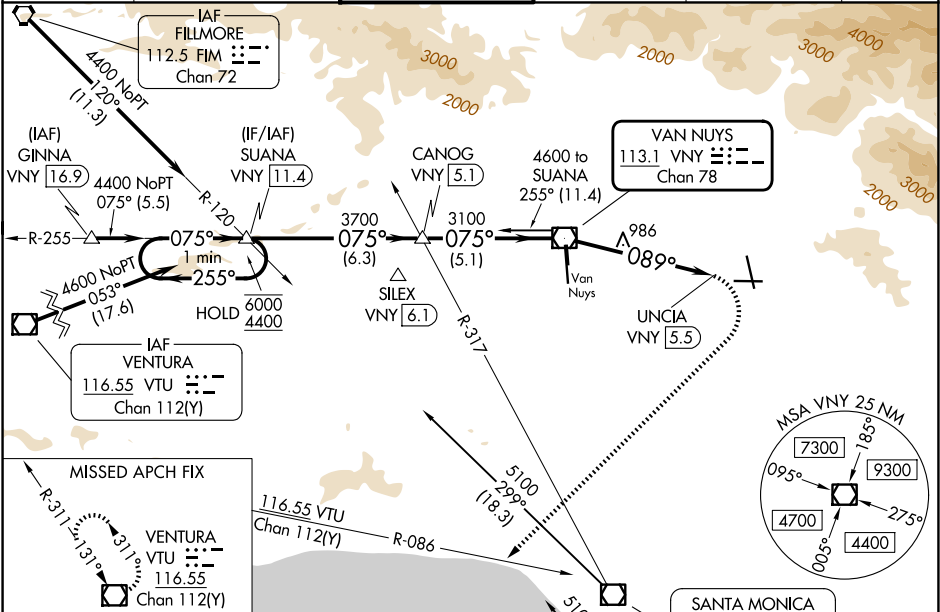 IAF
FILLMORE
112.5 FIM
Chan 72
4400 NoPT
120°
(11.3)
3000
2000
2000
3000
4000
2000
3000
(IAF)
GINNA
VNY 16.9
4400 NoPT
075° (5.5)
(IF/IAF)
SUANA
VNY 11.4
R-120
CANOG
VNY 5.1
4600 to
SUANA
255° (11.4)
VAN NUYS
113.1 VNY
Chan 78
R-255
075°
1 min
255°
3700
075°
(6.3)
3100
075°
(5.1)
986
089°
Van
Nuys
4600 NoPT
053°
(17.6)
HOLD 6000
4400
SILEX
VNY 6.1
R-317
UNCIA
VNY 5.5
IAF
VENTURA
116.55 VTU
Chan 112(Y)
MSA VNY 25 NM
7300
185°
095°
9300
4700
275°
005°
4400
5100
299°
(18.3)
MISSED APCH FIX
R-311
131°
311°
VENTURA
VTU
116.55
Chan 112(Y)
116.55 VTU
Chan 112(Y)
R-086
510
SANTA MONICA